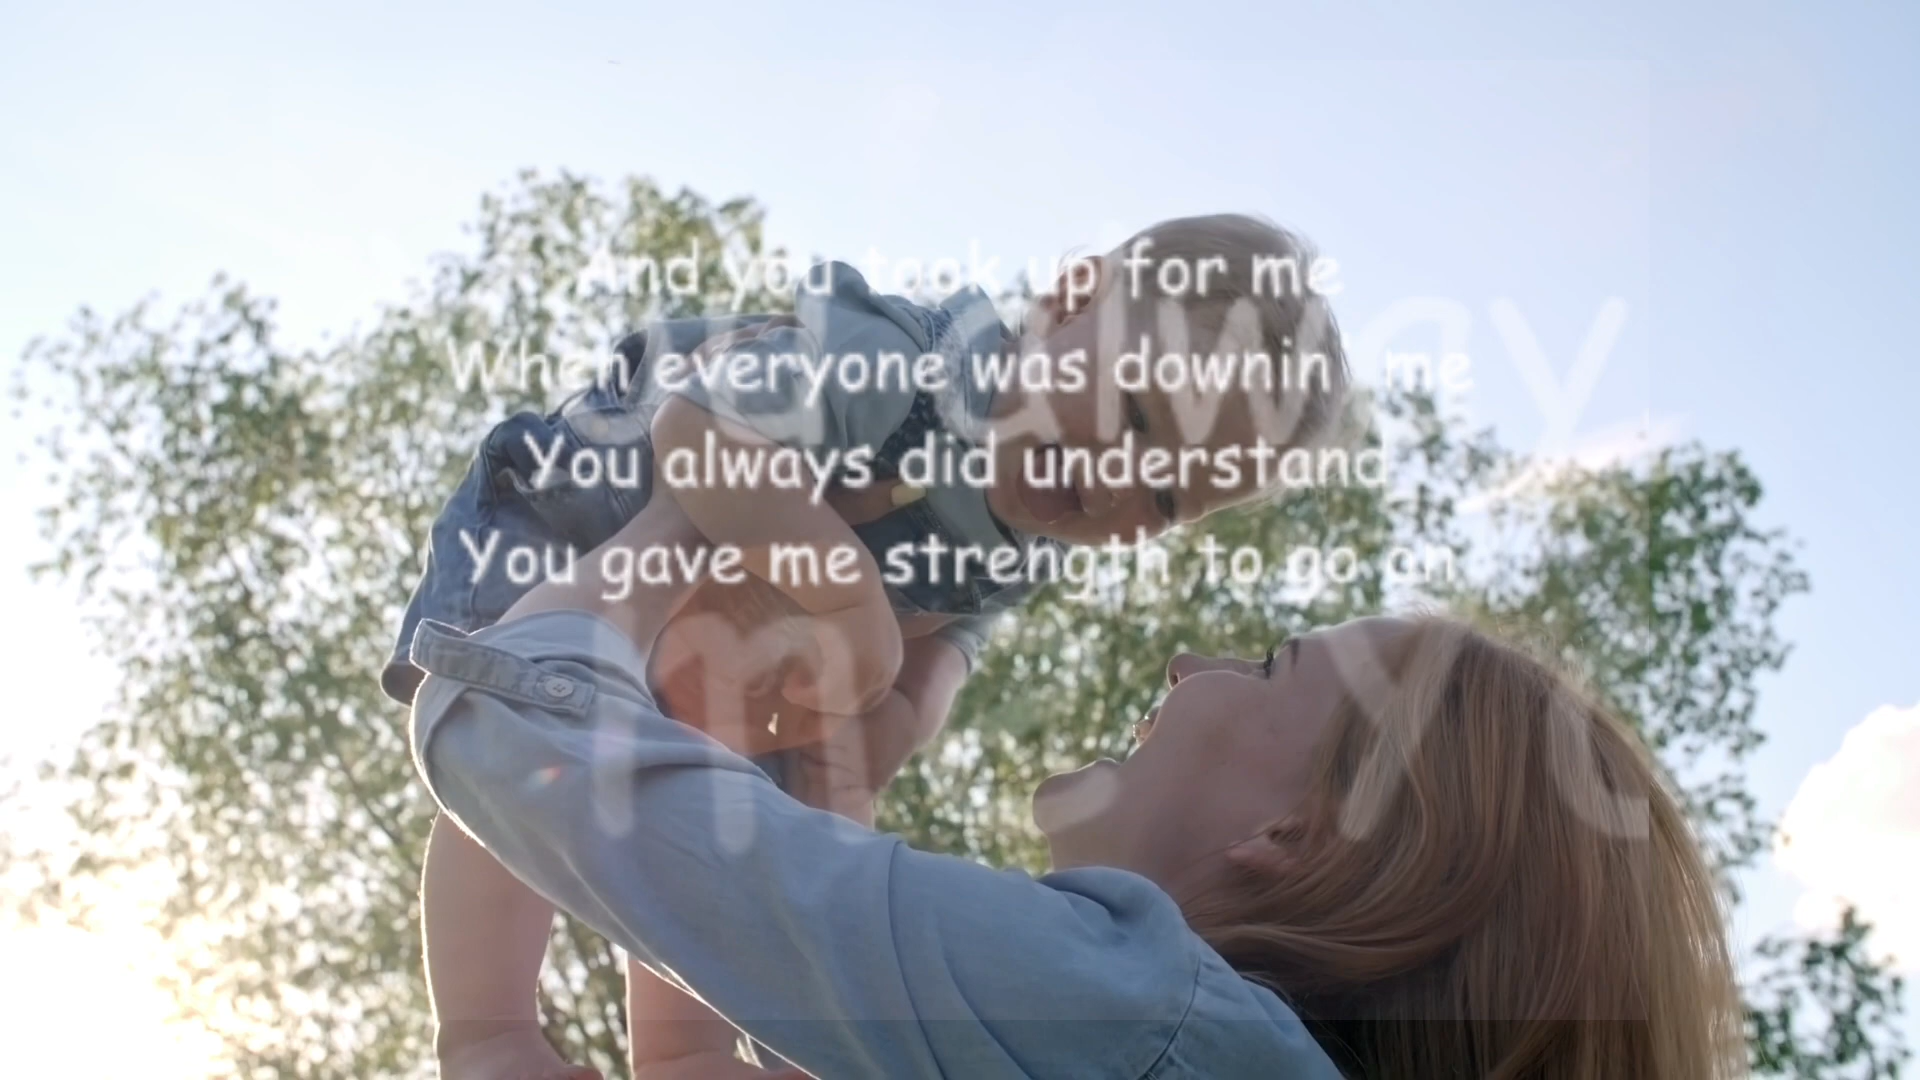 And you took up for me
When everyone was downin' me
You always did understand
You gave me strength to go on